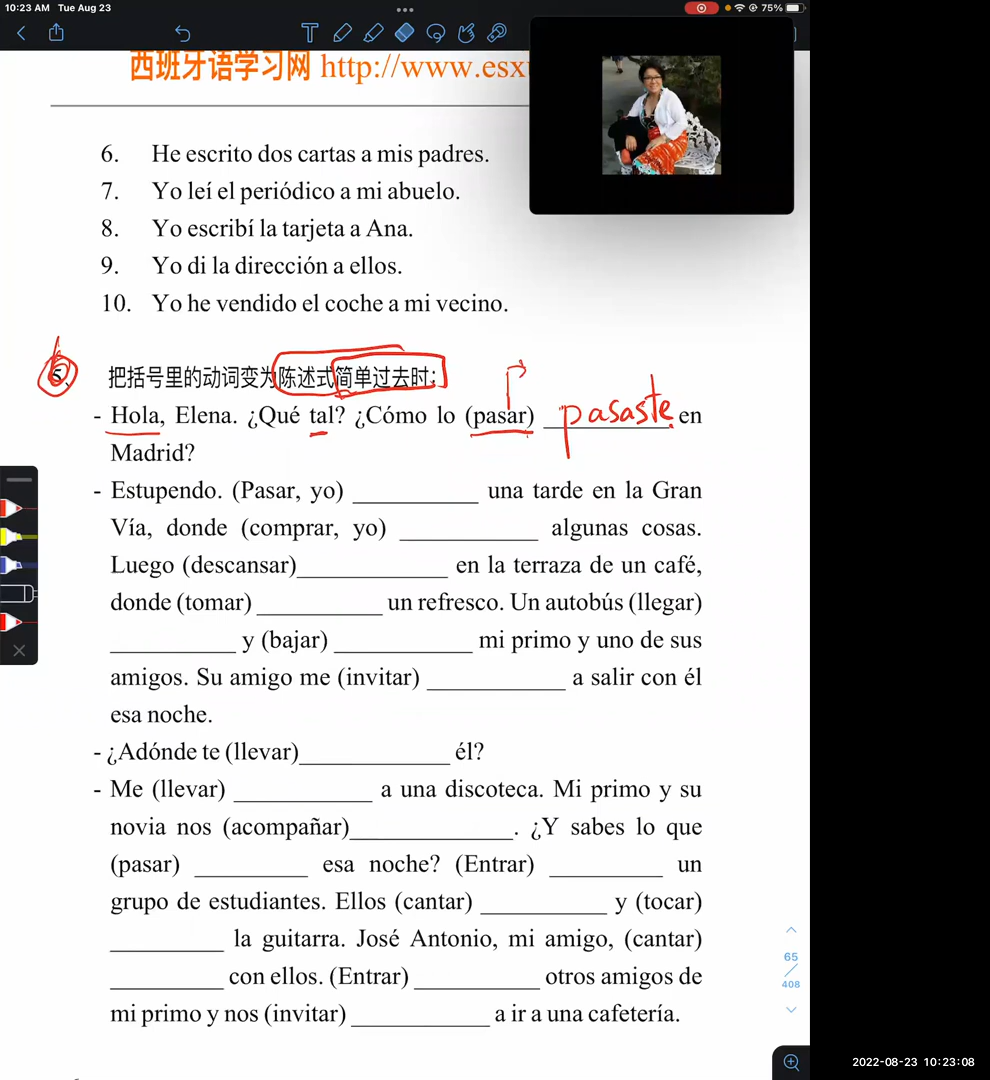 10:23 AM Tue Aug 23
75%
西班牙语学习网 http://www.esx
6. He escrito dos cartas a mis padres.
7. Yo leí el periódico a mi abuelo.
8. Yo escribí la tarjeta a Ana.
9. Yo di la dirección a ellos.
10. Yo he vendido el coche a mi vecino.
把括号里的动词变为陈述式简单过去时:
- Hola, Elena. ¿Qué tal? ¿Cómo lo (pasar) pasaste en
Madrid?
- Estupendo. (Pasar, yo) ___________ una tarde en la Gran
Vía, donde (comprar, yo) ____________ algunas cosas.
Luego (descansar)_____________ en la terraza de un café,
donde (tomar) ___________ un refresco. Un autobús (llegar)
___________ y (bajar) ____________ mi primo y uno de sus
amigos. Su amigo me (invitar) ____________ a salir con él
esa noche.
- ¿Adónde te (llevar)_____________ él?
- Me (llevar) ____________ a una discoteca. Mi primo y su
novia nos (acompañar)______________. ¿Y sabes lo que
(pasar) __________ esa noche? (Entrar) __________ un
grupo de estudiantes. Ellos (cantar) ___________ y (tocar)
__________ la guitarra. José Antonio, mi amigo, (cantar)
__________ con ellos. (Entrar) ___________ otros amigos de
mi primo y nos (invitar) ____________ a ir a una cafetería.
65
408
2022-08-23 10:23:08